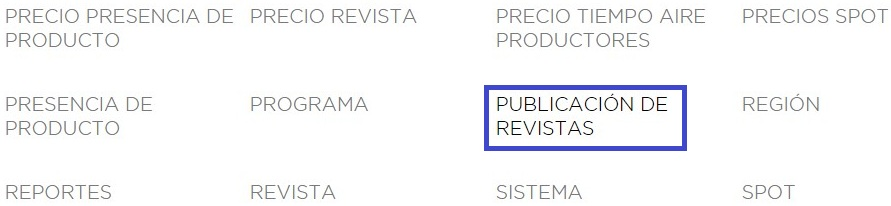 PRECIO PRESENCIA DE PRODUCTO
PRECIO REVISTA
PRECIO TIEMPO AIRE PRODUCTORES
PRECIOS SPOT
PRESENCIA DE PRODUCTO
PROGRAMA
PUBLICACIÓN DE REVISTAS
REGIÓN
REPORTES
REVISTA
SISTEMA
SPOT